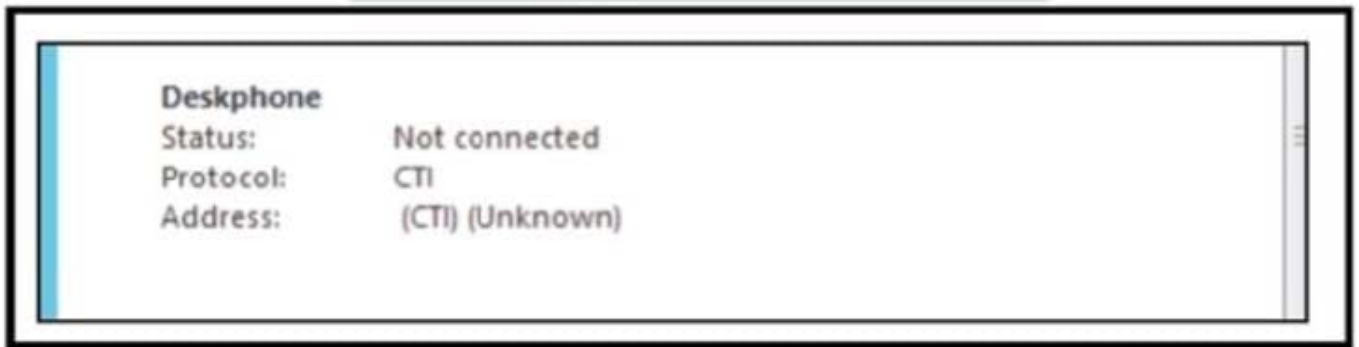 Deskphone
Status: Not connected
Protocol: CTI
Address: (CTI) (Unknown)